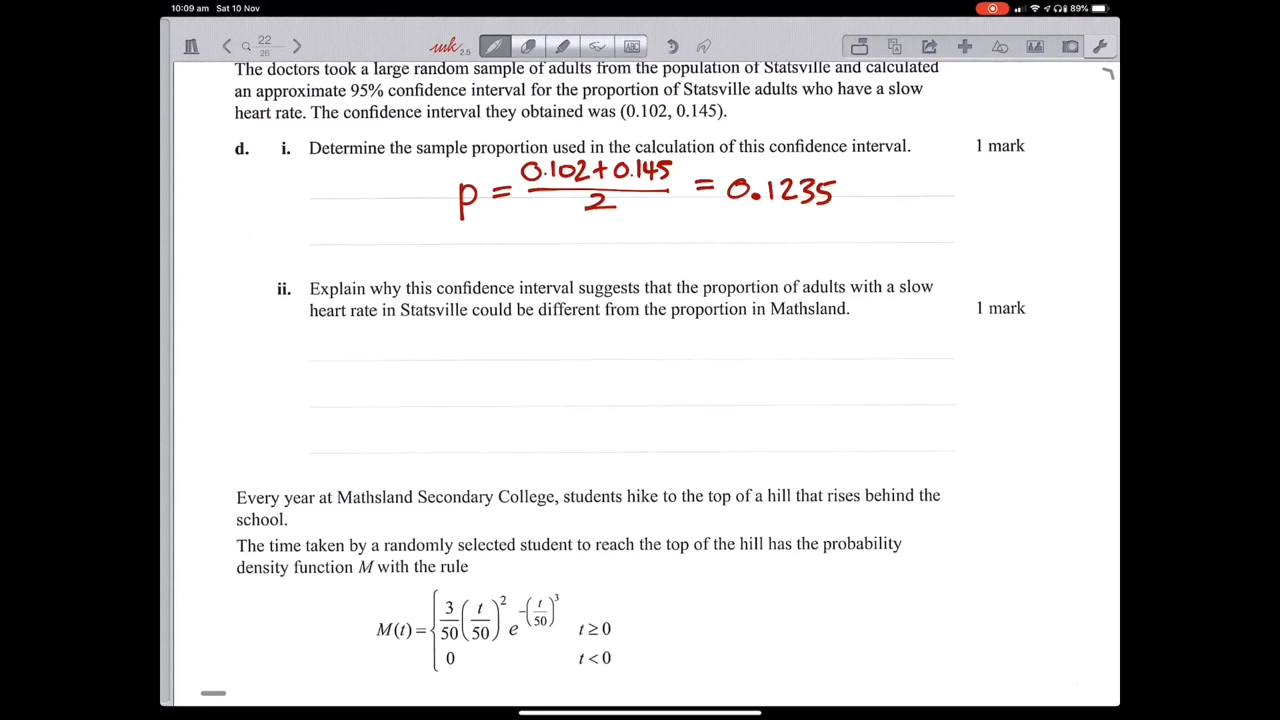 10:09 am Sat 10 Nov
89%
22
26
2.5
ABC
The doctors took a large random sample of adults from the population of Statsville and calculated
an approximate 95% confidence interval for the proportion of Statsville adults who have a slow
heart rate. The confidence interval they obtained was (0.102, 0.145).
d. i. Determine the sample proportion used in the calculation of this confidence interval. 1 mark
p = 0.102 + 0.145 / 2 = 0.1235
ii. Explain why this confidence interval suggests that the proportion of adults with a slow
heart rate in Statsville could be different from the proportion in Mathsland. 1 mark
Every year at Mathsland Secondary College, students hike to the top of a hill that rises behind the
school.
The time taken by a randomly selected student to reach the top of the hill has the probability
density function M with the rule
M(t) = { 3/50 (t/50)² e^-(t/50)³ t ≥ 0
0 t < 0